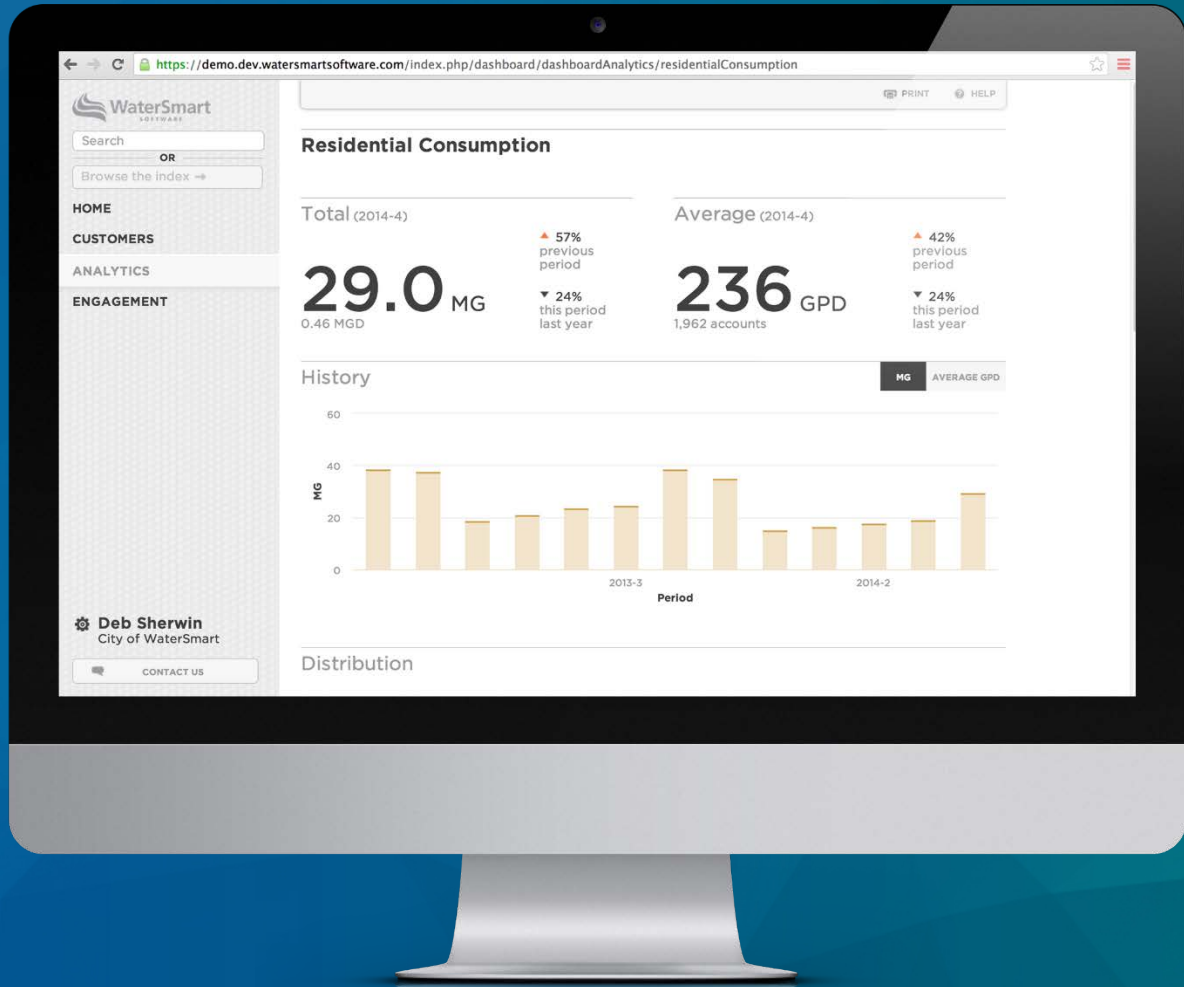 https://demo.dev.watersmartsoftware.com/index.php/dashboard/dashboardAnalytics/residentialConsumption
WaterSmart
SOFTWARE
Search
OR
Browse the index →
HOME
CUSTOMERS
ANALYTICS
ENGAGEMENT
Deb Sherwin
City of WaterSmart
CONTACT US
PRINT HELP
Residential Consumption
Total (2014-4)
29.0 MG
0.46 MGD
▲ 57%
previous
period
▼ 24%
this period
last year
Average (2014-4)
236 GPD
1,962 accounts
▲ 42%
previous
period
▼ 24%
this period
last year
History
MG AVERAGE GPD
60
40
20
0
MG
2013-3 2014-2
Period
Distribution